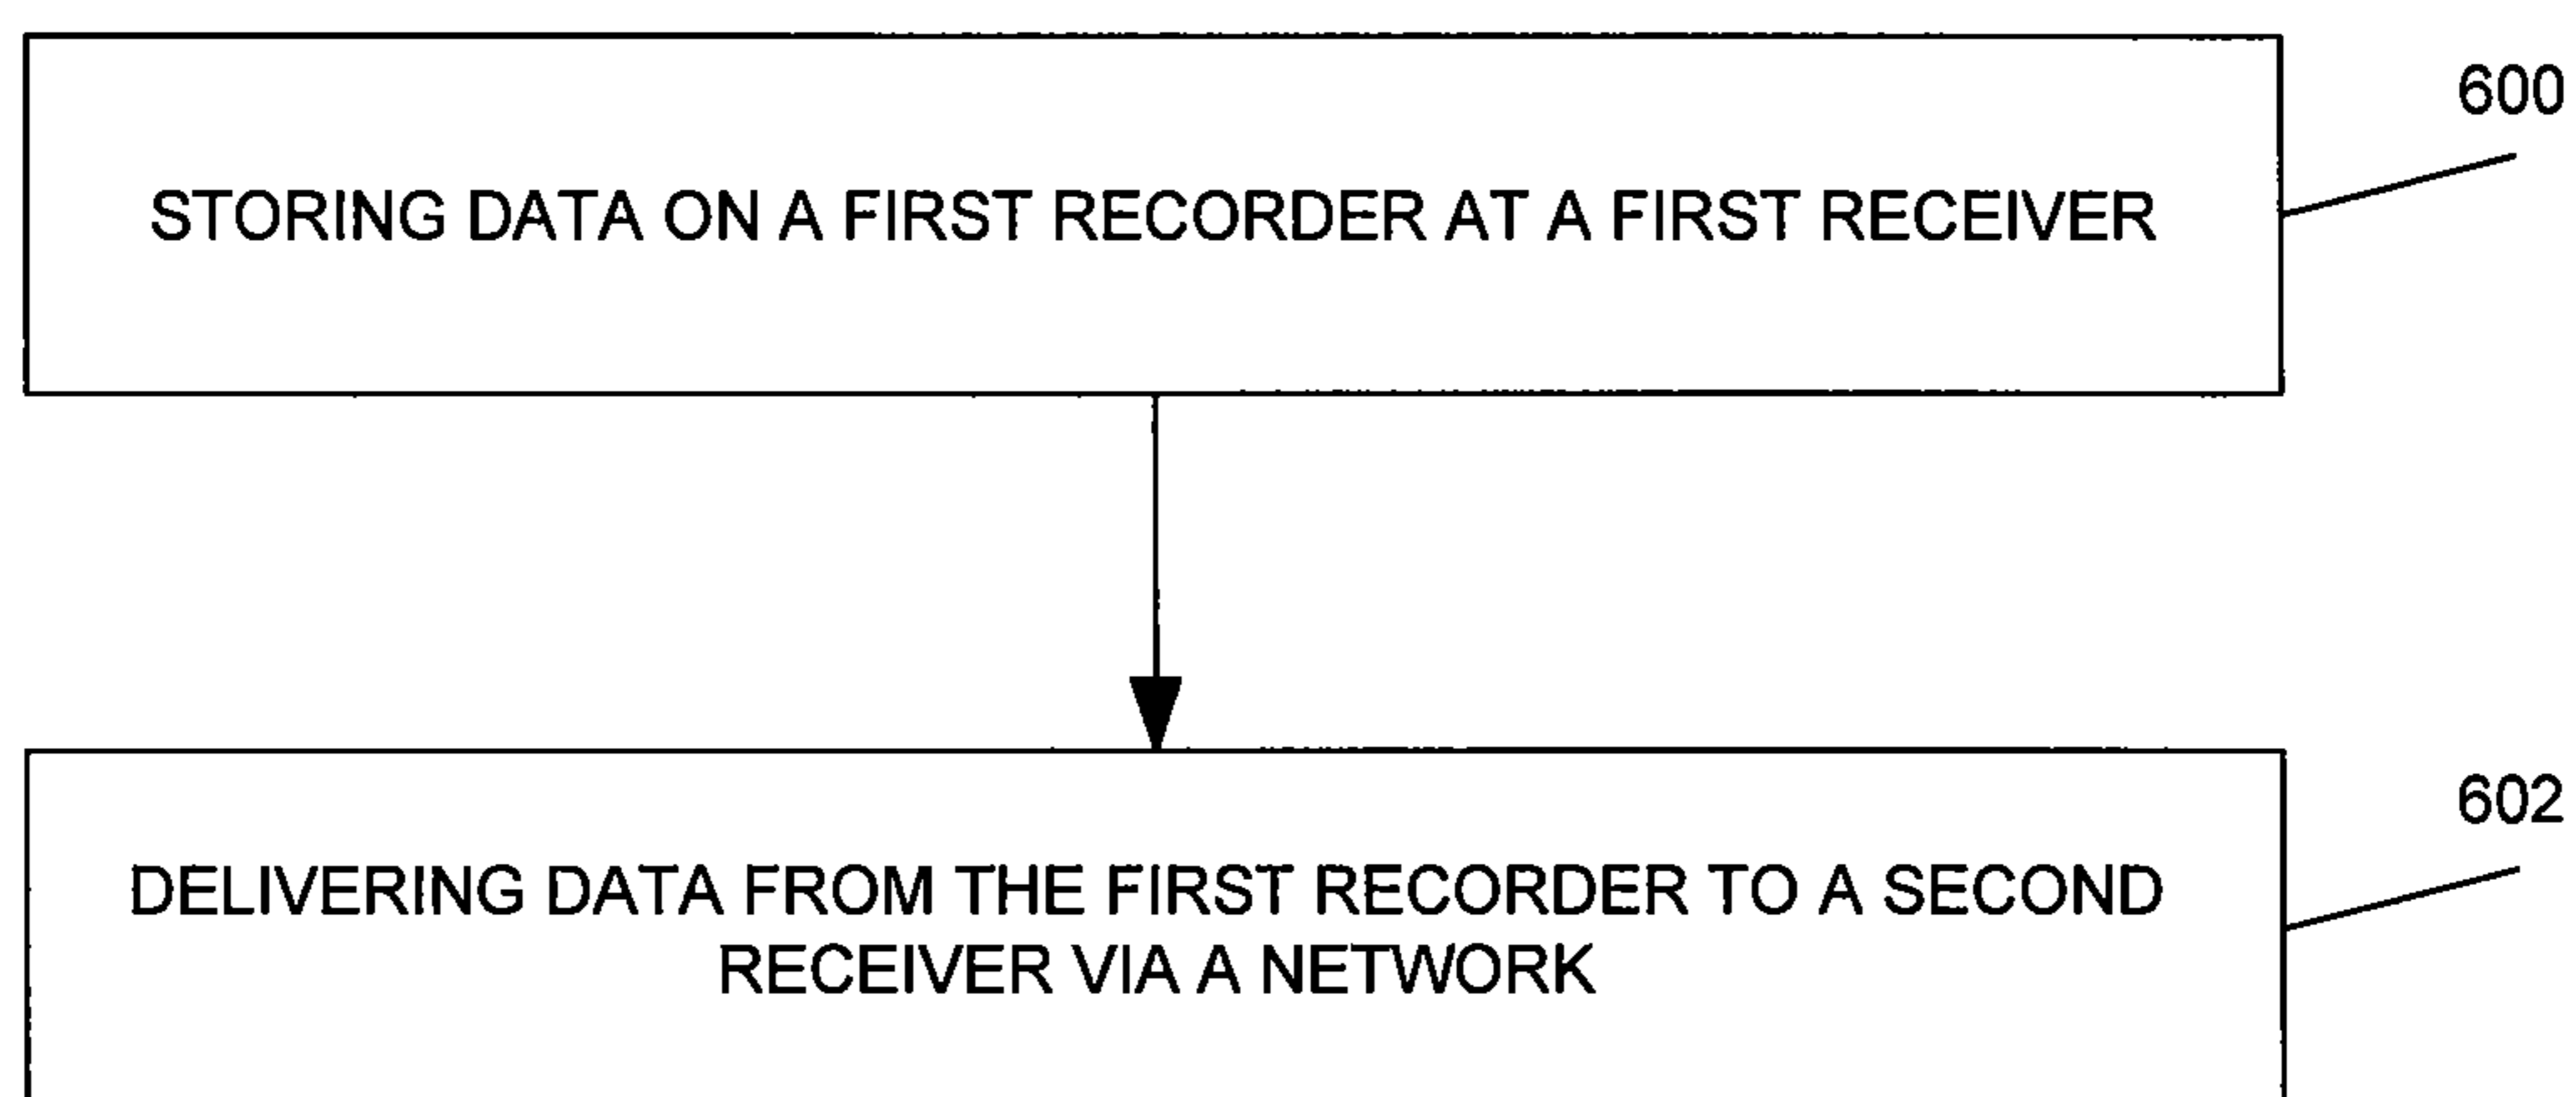 600
STORING DATA ON A FIRST RECORDER AT A FIRST RECEIVER
602
DELIVERING DATA FROM THE FIRST RECORDER TO A SECOND
RECEIVER VIA A NETWORK